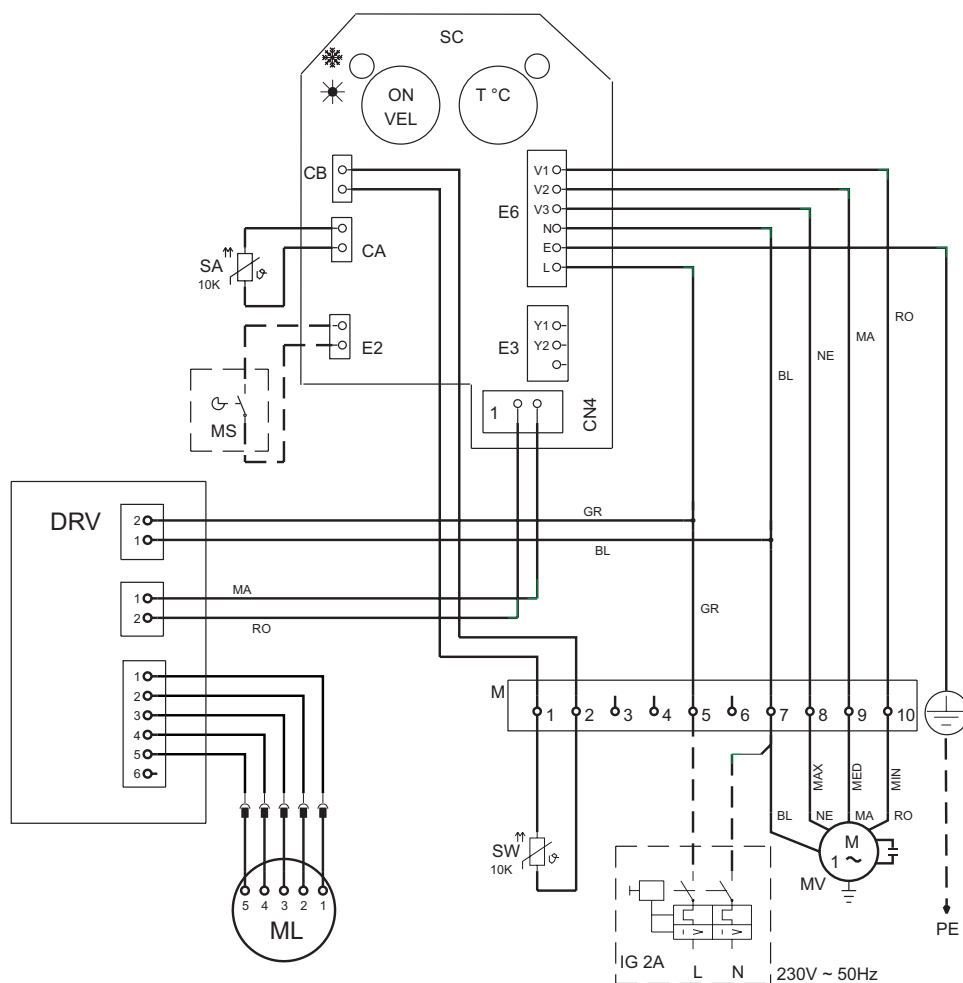 SC
ON
VEL
T °C
CB
V1
V2
V3
N
E
L
E6
CA
SA
10K
E2
Y1
Y2
E3
MS
1
CN4
RO
MA
NE
BL
DRV
2
1
GR
BL
1
2
MA
RO
GR
1
2
3
4
5
6
M
1
2
3
4
5
6
7
8
9
10
MAX
MED
MIN
BL
NE
MA
RO
M
1 ~
MV
SW
10K
5
4
3
2
1
ML
PE
I >
I >
IG 2A
L
N
230V ~ 50Hz